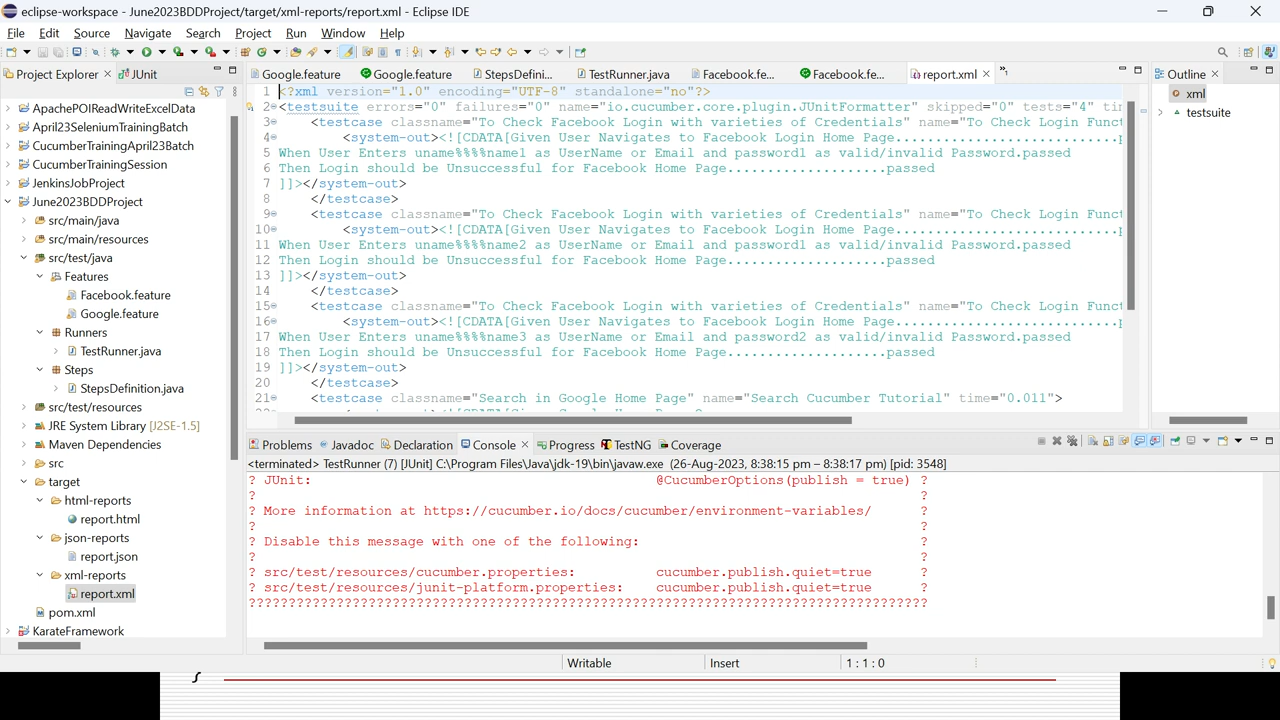 eclipse-workspace - June2023BDDProject/target/xml-reports/report.xml - Eclipse IDE
File Edit Source Navigate Search Project Run Window Help
Project Explorer JUnit
ApachePOIReadWriteExcelData
April23SeleniumTrainingBatch
CucumberTrainingApril23Batch
CucumberTrainingSession
JenkinsJobProject
June2023BDDProject
src/main/java
src/main/resources
src/test/java
Features
Facebook.feature
Google.feature
Runners
TestRunner.java
Steps
StepsDefinition.java
src/test/resources
JRE System Library [J2SE-1.5]
Maven Dependencies
src
target
html-reports
report.html
json-reports
report.json
xml-reports
report.xml
pom.xml
KarateFramework
Google.feature Google.feature StepsDefini... TestRunner.java Facebook.fe... Facebook.fe... report.xml
1 <?xml version="1.0" encoding="UTF-8" standalone="no"?>
2 <testsuite errors="0" failures="0" name="io.cucumber.core.plugin.JUnitFormatter" skipped="0" tests="4" tim
3 <testcase classname="To Check Facebook Login with varieties of Credentials" name="To Check Login Funct
4 <system-out><![CDATA[Given User Navigates to Facebook Login Home Page.............................p
5 When User Enters uname%%%%name1 as UserName or Email and password1 as valid/invalid Password.passed
6 Then Login should be Unsuccessful for Facebook Home Page....................passed
7 ]]></system-out>
8 </testcase>
9 <testcase classname="To Check Facebook Login with varieties of Credentials" name="To Check Login Funct
10 <system-out><![CDATA[Given User Navigates to Facebook Login Home Page.............................p
11 When User Enters uname%%%%name2 as UserName or Email and password1 as valid/invalid Password.passed
12 Then Login should be Unsuccessful for Facebook Home Page....................passed
13 ]]></system-out>
14 </testcase>
15 <testcase classname="To Check Facebook Login with varieties of Credentials" name="To Check Login Funct
16 <system-out><![CDATA[Given User Navigates to Facebook Login Home Page.............................p
17 When User Enters uname%%%%name3 as UserName or Email and password2 as valid/invalid Password.passed
18 Then Login should be Unsuccessful for Facebook Home Page....................passed
19 ]]></system-out>
20 </testcase>
21 <testcase classname="Search in Google Home Page" name="Search Cucumber Tutorial" time="0.011">
Outline
xml
testsuite
Problems Javadoc Declaration Console Progress TestNG Coverage
<terminated> TestRunner (7) [JUnit] C:\Program Files\Java\jdk-19\bin\javaw.exe (26-Aug-2023, 8:38:15 pm – 8:38:17 pm) [pid: 3548]
? JUnit: @CucumberOptions(publish = true) ?
? ?
? More information at https://cucumber.io/docs/cucumber/environment-variables/ ?
? ?
? Disable this message with one of the following: ?
? ?
? src/test/resources/cucumber.properties: cucumber.publish.quiet=true ?
? src/test/resources/junit-platform.properties: cucumber.publish.quiet=true ?
?????????????????????????????????????????????????????????????????????????????????????
Writable Insert 1 : 1 : 0